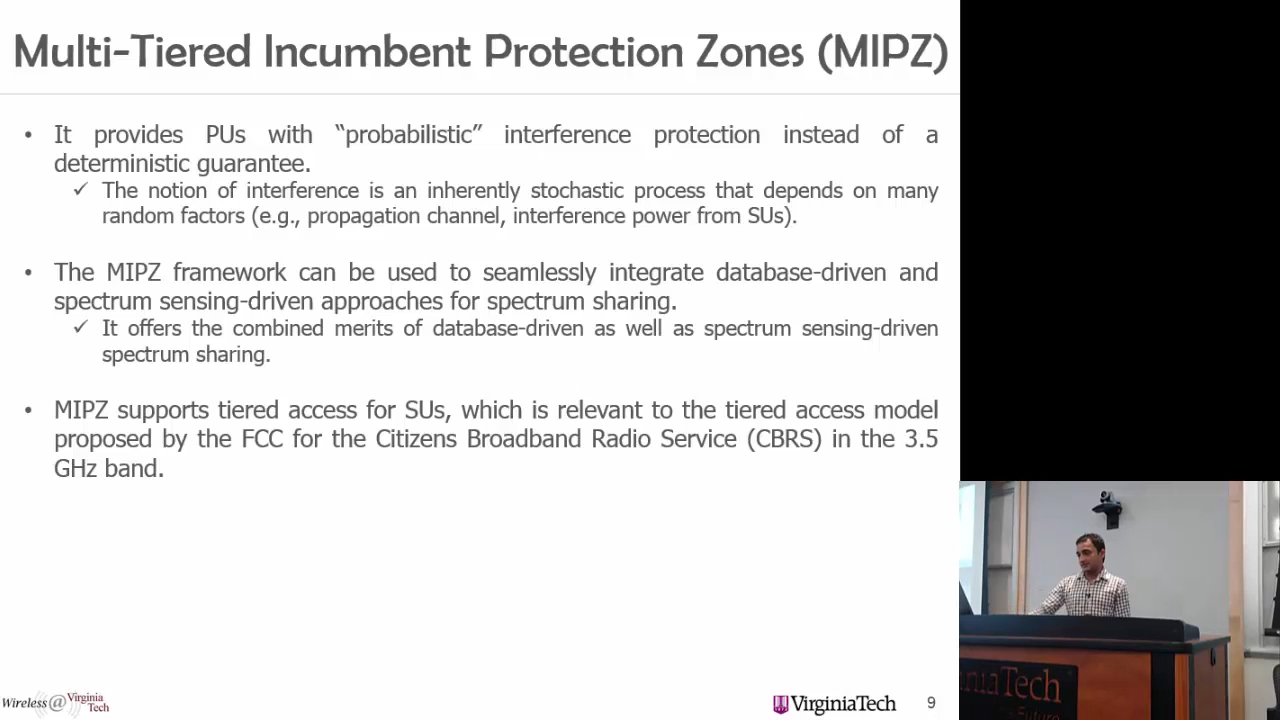 Multi-Tiered Incumbent Protection Zones (MIPZ)
• It provides PUs with “probabilistic” interference protection instead of a
deterministic guarantee.
✓ The notion of interference is an inherently stochastic process that depends on many
random factors (e.g., propagation channel, interference power from SUs).
• The MIPZ framework can be used to seamlessly integrate database-driven and
spectrum sensing-driven approaches for spectrum sharing.
✓ It offers the combined merits of database-driven as well as spectrum sensing-driven
spectrum sharing.
• MIPZ supports tiered access for SUs, which is relevant to the tiered access model
proposed by the FCC for the Citizens Broadband Radio Service (CBRS) in the 3.5
GHz band.
Wireless@Virginia
Tech
VirginiaTech
9
iniaTech